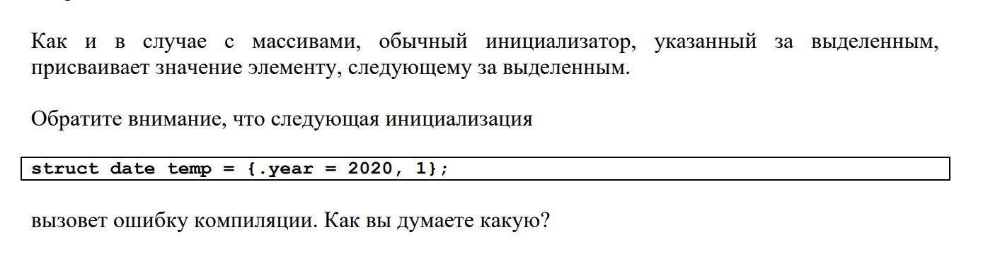 Как и в случае с массивами, обычный инициализатор, указанный за выделенным,
присваивает значение элементу, следующему за выделенным.
Обратите внимание, что следующая инициализация
struct date temp = {.year = 2020, 1};
вызовет ошибку компиляции. Как вы думаете какую?